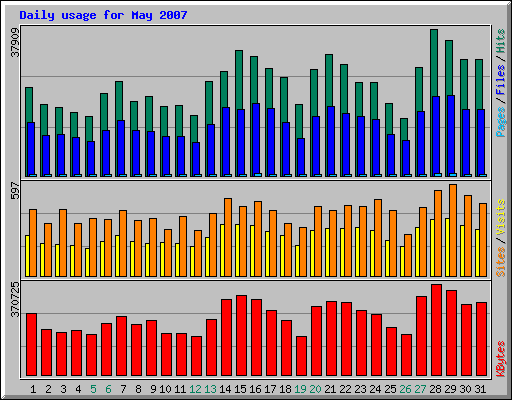 Daily usage for May 2007
37909
Pages / Files / Hits
597
Sites / Visits
370725
KBytes
1 2 3 4 5 6 7 8 9 10 11 12 13 14 15 16 17 18 19 20 21 22 23 24 25 26 27 28 29 30 31